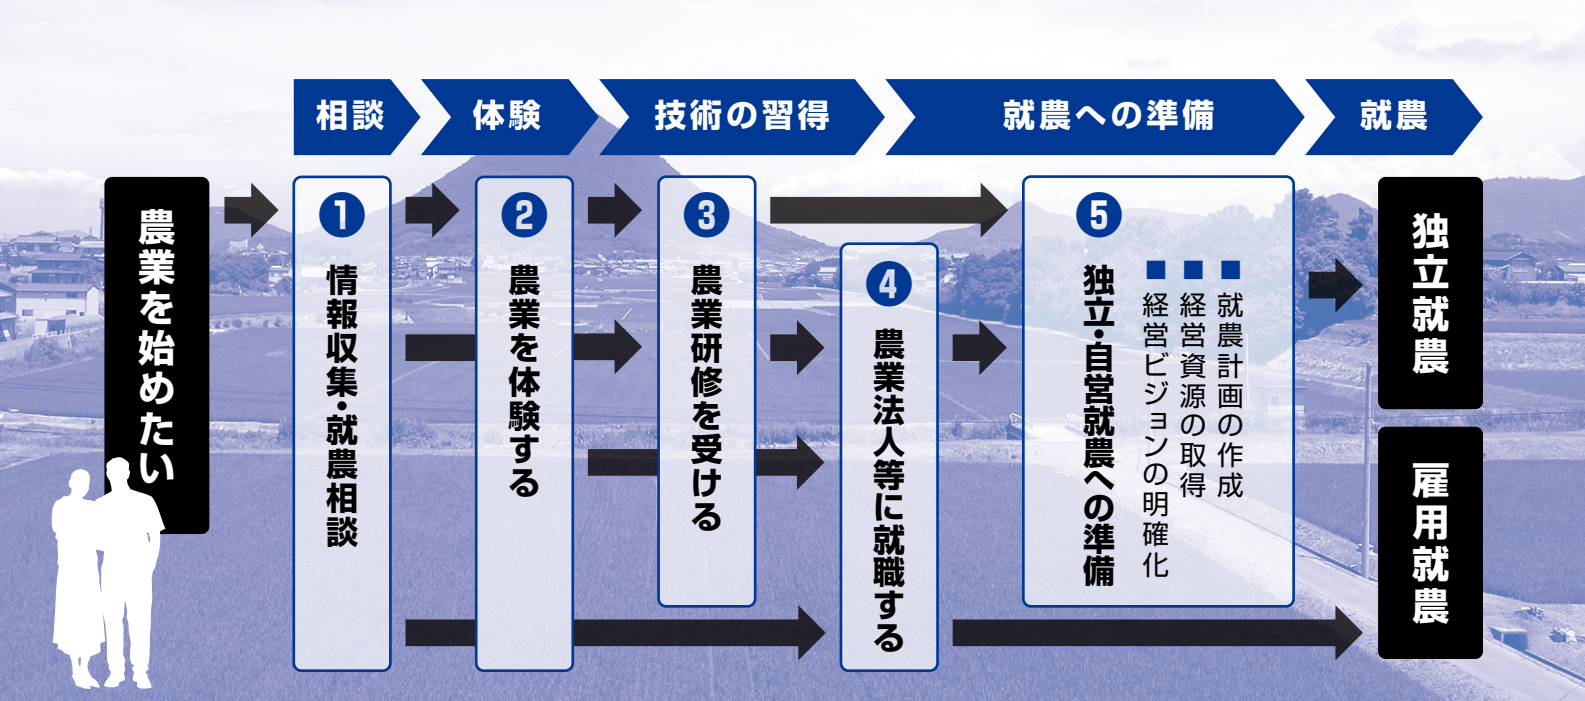 相談
体験
技術の習得
就農への準備
就農
農業を始めたい
1
情報収集・就農相談
2
農業を体験する
3
農業研修を受ける
4
農業法人等に就職する
5
独立・自営就農への準備
■経営ビジョンの明確化
■経営資源の取得
■就農計画の作成
独立就農
雇用就農